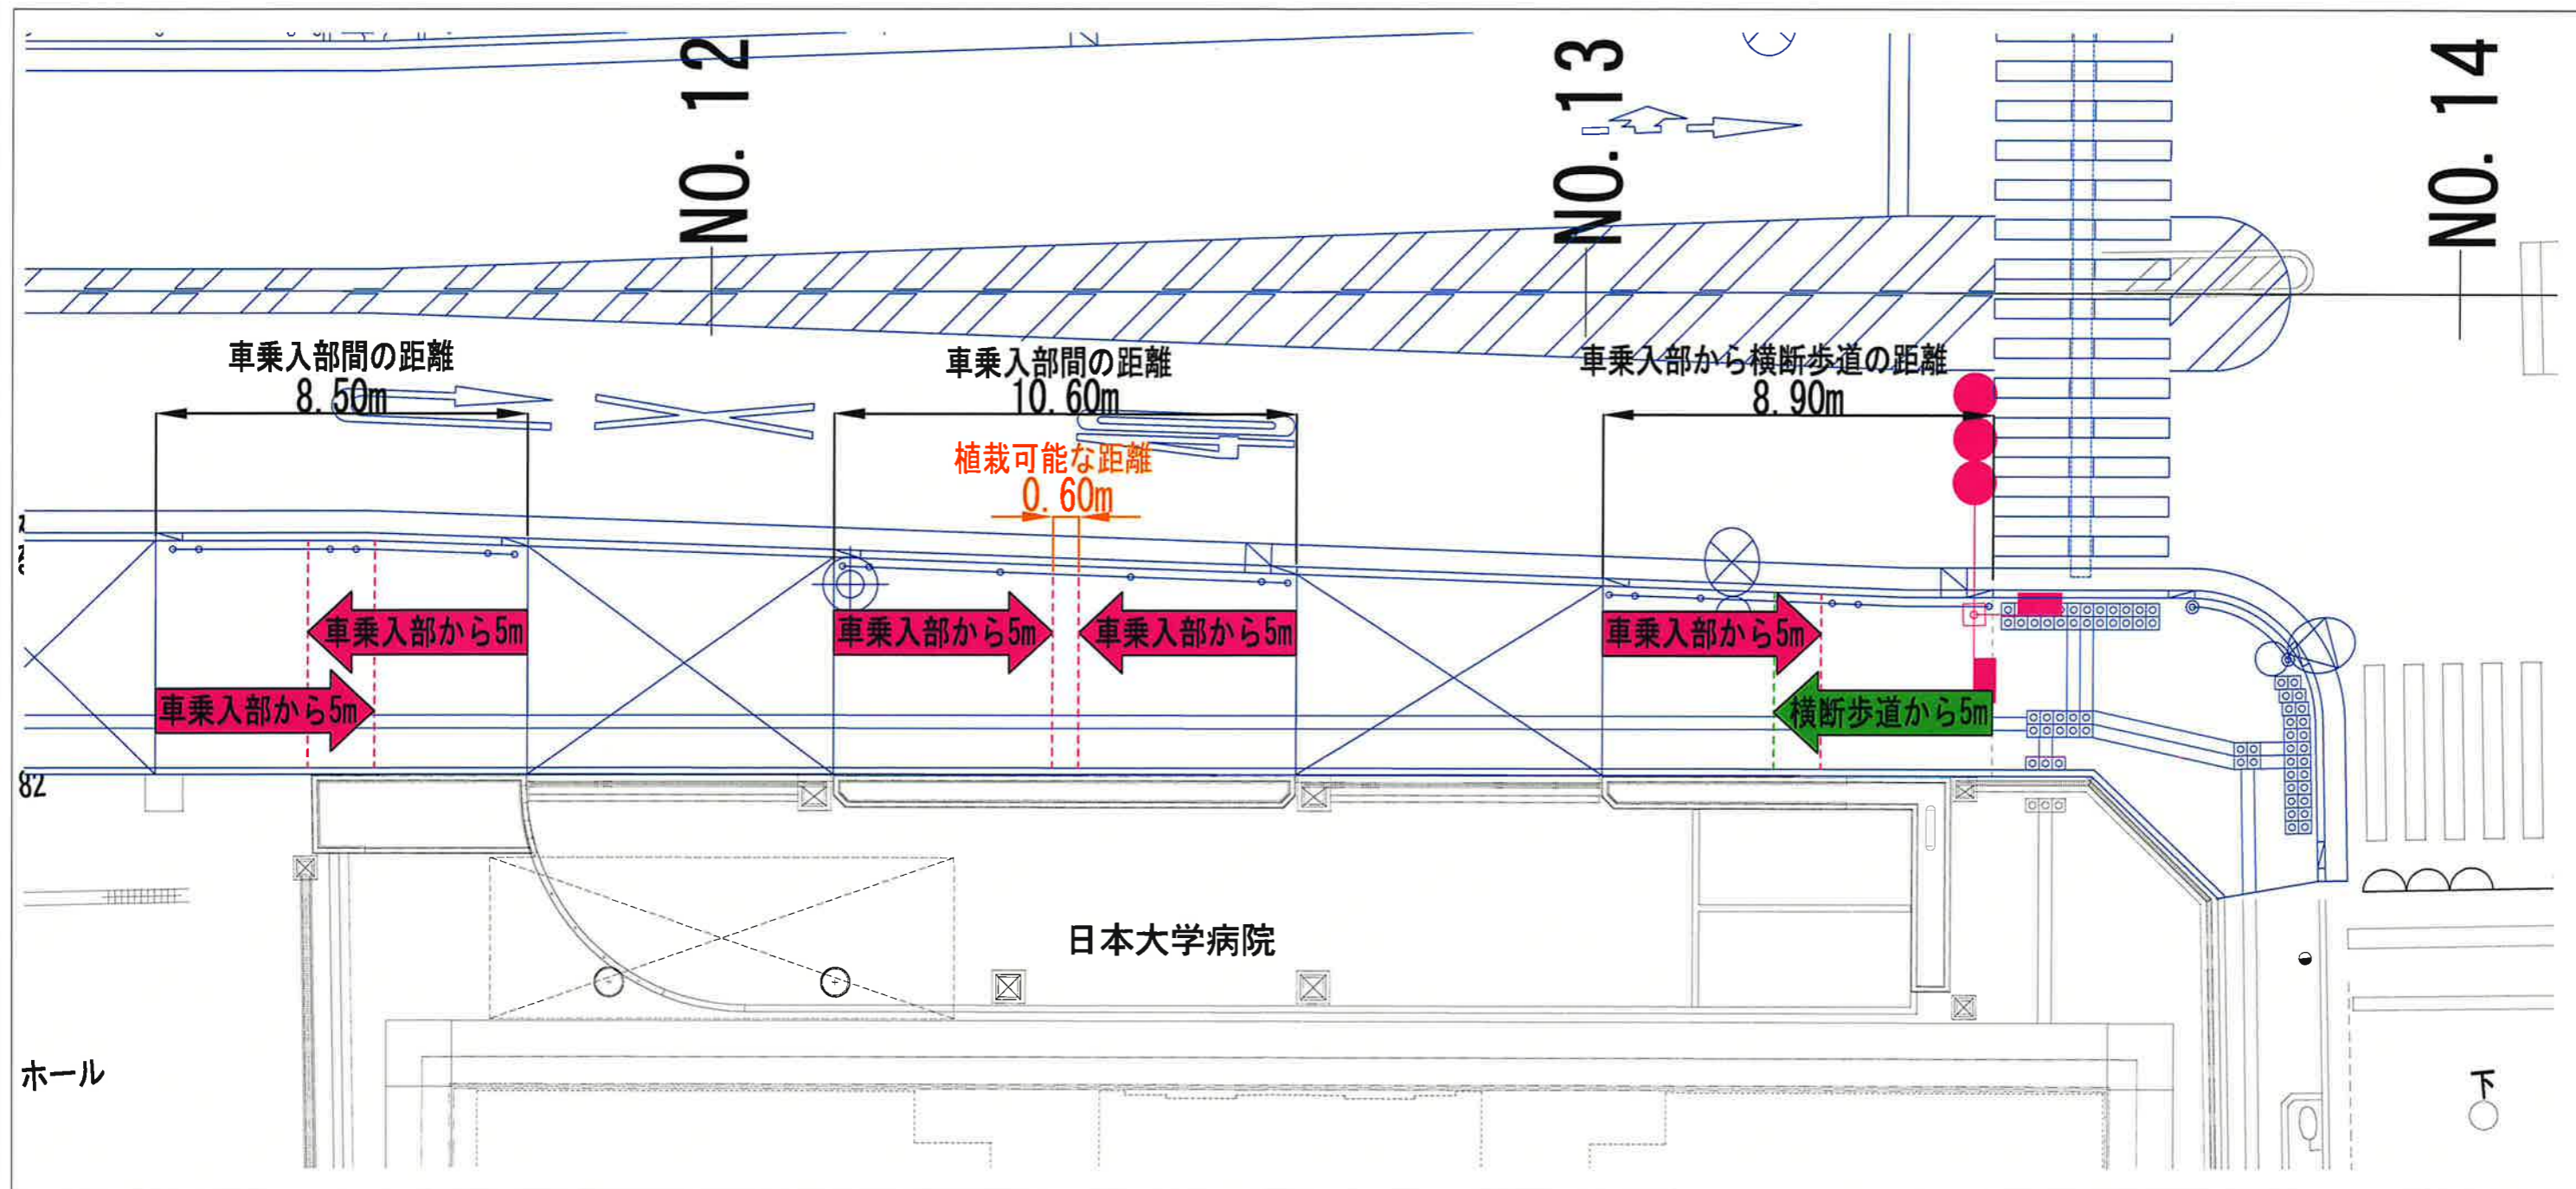 NO. 12
NO. 13
NO. 14
車乗入部間の距離
8.50m
車乗入部間の距離
10.60m
車乗入部から横断歩道の距離
8.90m
植栽可能な距離
0.60m
車乗入部から5m
車乗入部から5m
車乗入部から5m
車乗入部から5m
車乗入部から5m
横断歩道から5m
82
日本大学病院
ホール
下